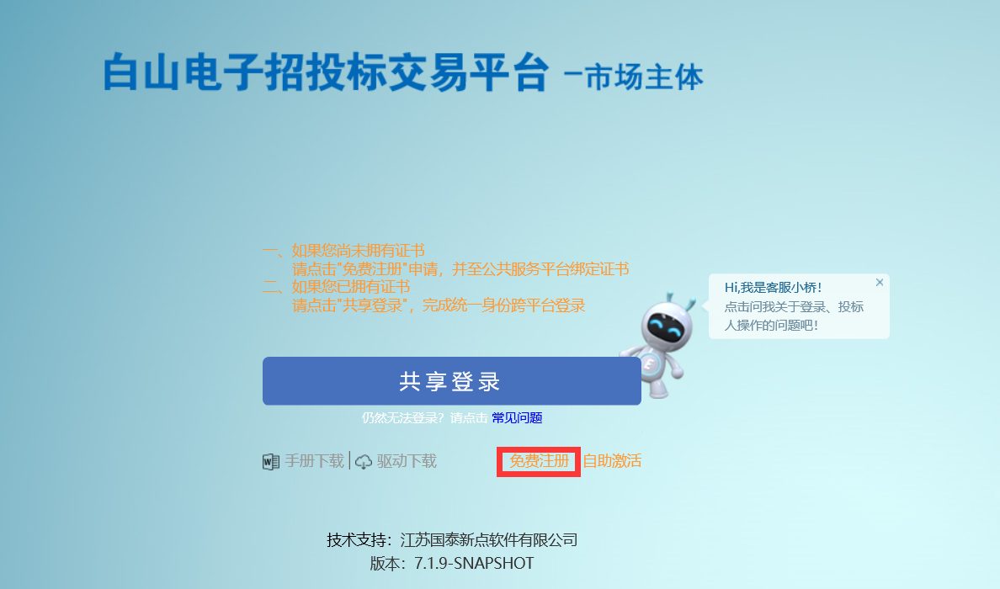 白山电子招投标交易平台 –市场主体
一、如果您尚未拥有证书
请点击"免费注册"申请，并至公共服务平台绑定证书
二、如果您已拥有证书
请点击"共享登录"，完成统一身份跨平台登录
Hi,我是客服小桥！
点击问我关于登录、投标
人操作的问题吧！
E
共享登录
仍然无法登录？请点击 常见问题
手册下载 驱动下载 免费注册 自助激活
技术支持：江苏国泰新点软件有限公司
版本：7.1.9-SNAPSHOT